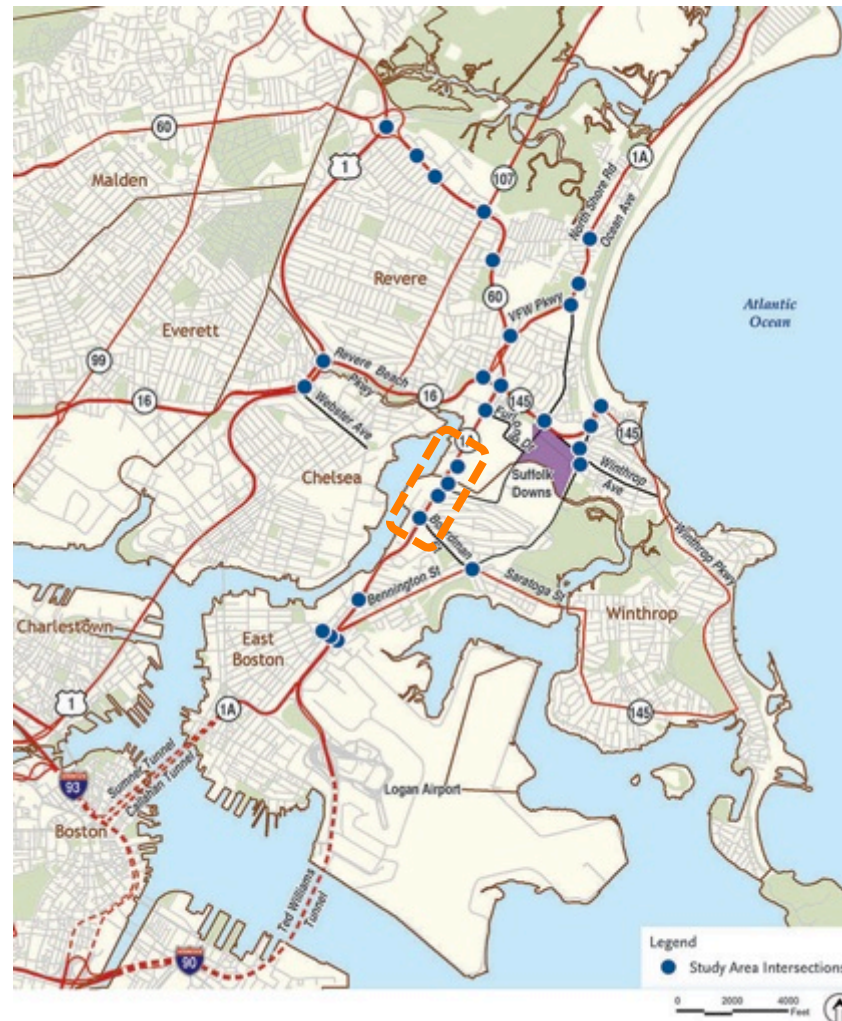 60
1
107
North Shore Rd
1A
Ocean Ave
Malden
Revere
60
VFW Pkwy
Atlantic
Ocean
Everett
99
16
Revere Beach
Pkwy
16
145
145
Webster Ave
Chelsea
Suffolk
Downs
Winthrop
Ave
Boardman
Bennington St
Saratoga St
Winthrop Pkwy
Winthrop
East
Boston
Charlestown
1
1A
145
Sumner Tunnel
Callahan Tunnel
93
Boston
Logan Airport
Ted Williams
Tunnel
90
Legend
Study Area Intersections
0 2000 4000
Feet